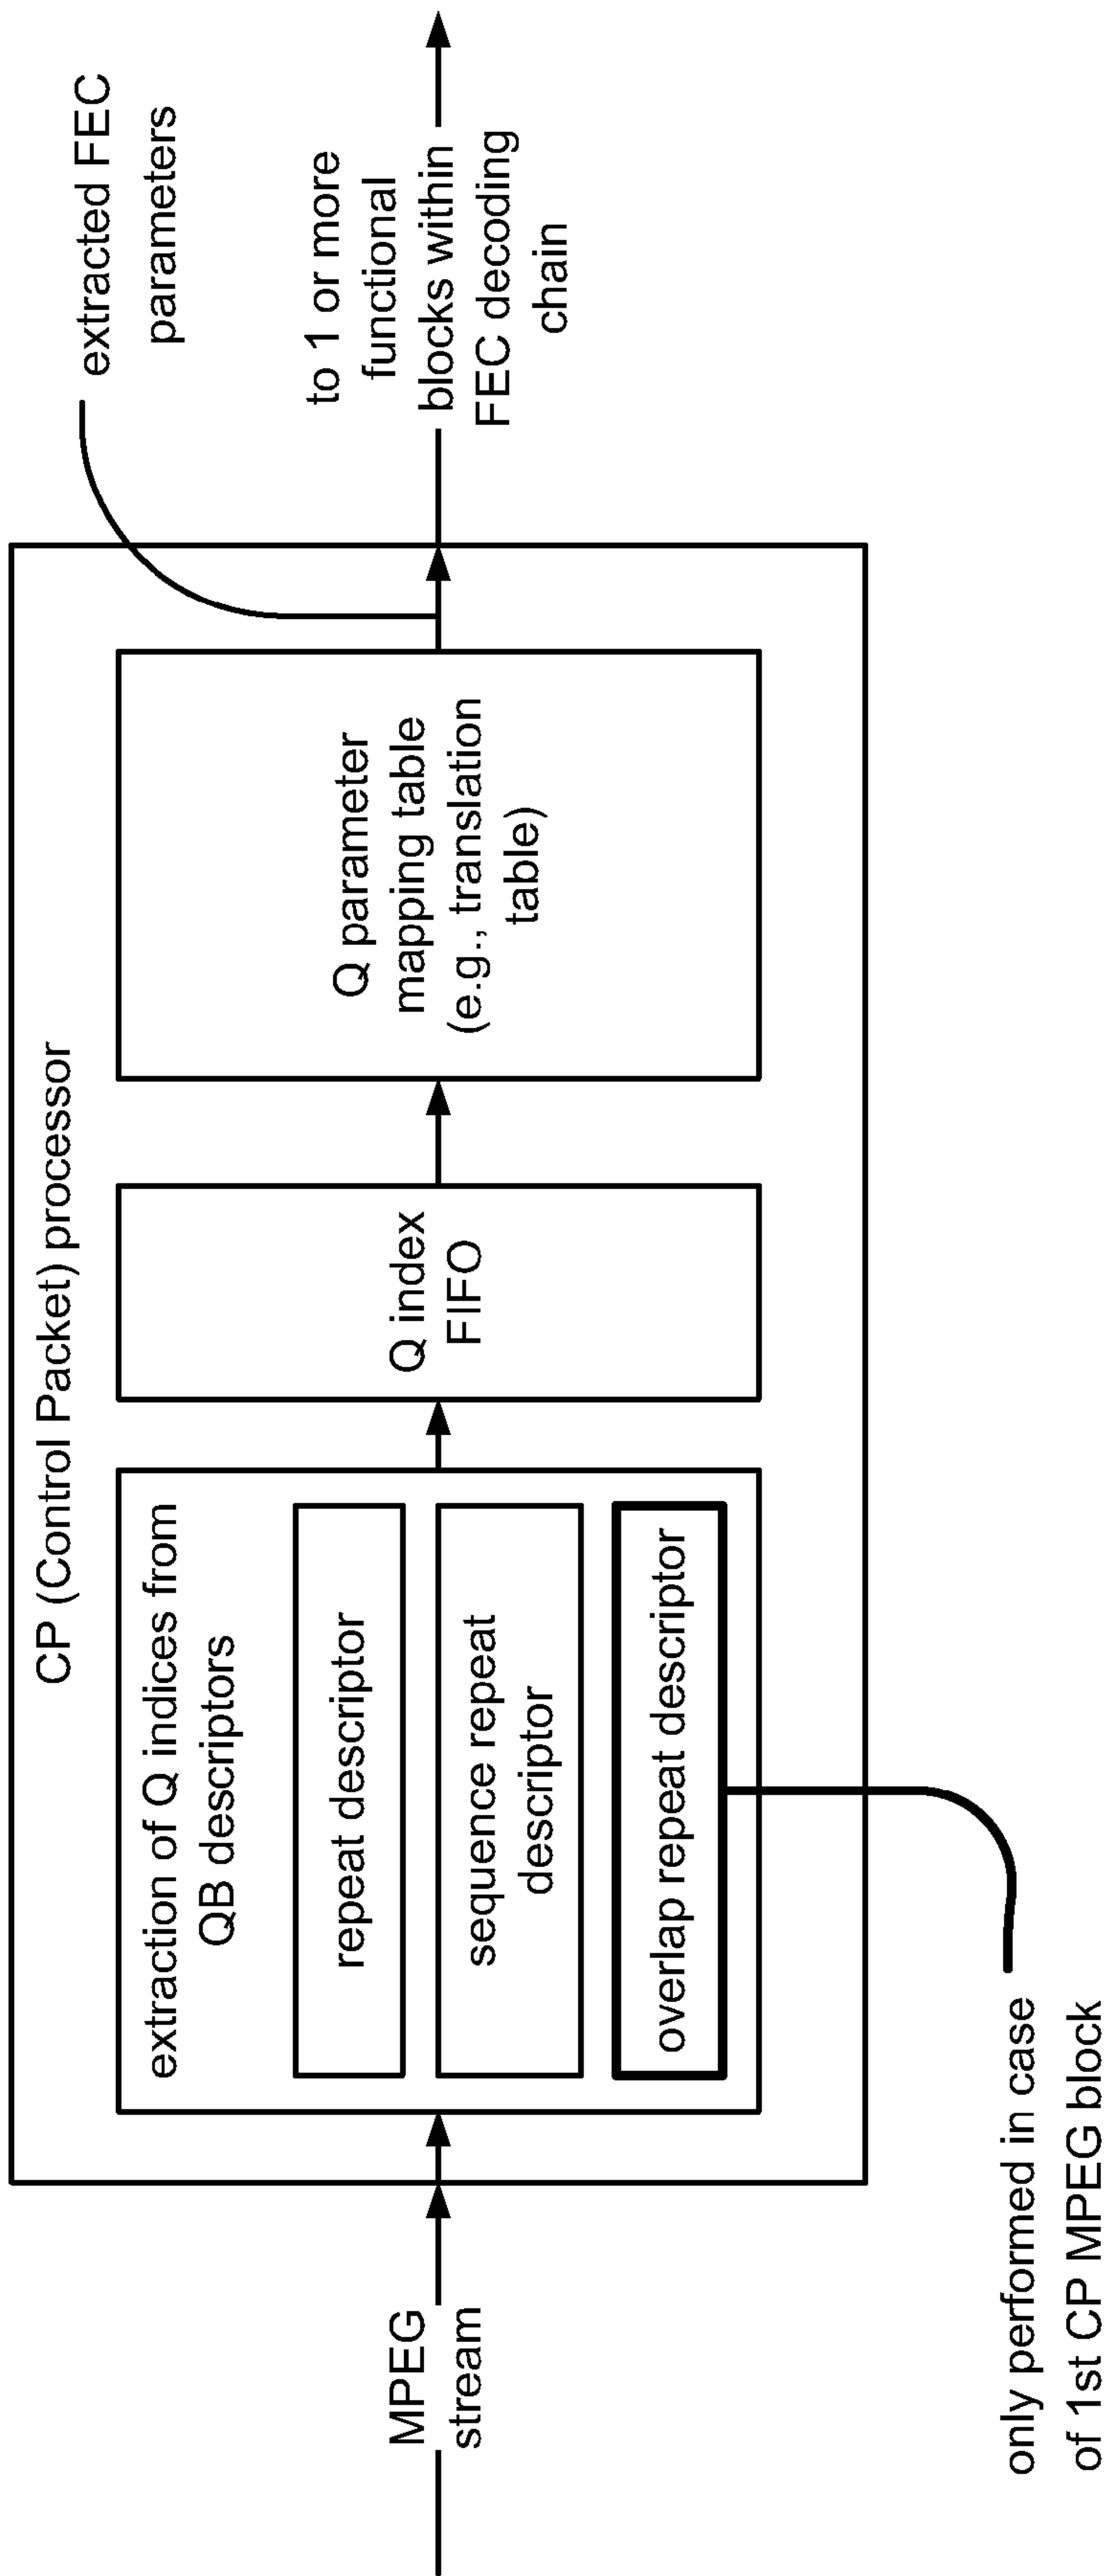 CP (Control Packet) processor
MPEG
stream
extraction of Q indices from
QB descriptors
repeat descriptor
sequence repeat
descriptor
overlap repeat descriptor
Q index
FIFO
Q parameter
mapping table
(e.g., translation
table)
extracted FEC
parameters
to 1 or more
functional
blocks within
FEC decoding
chain
only performed in case
of 1st CP MPEG block